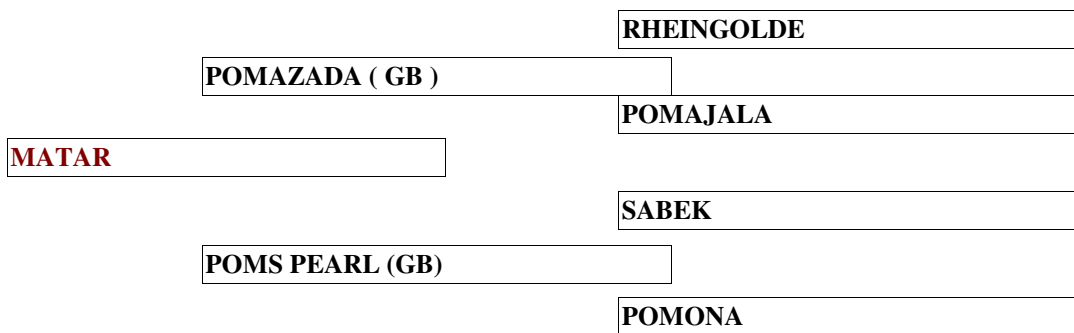 RHEINGOLDE
POMAZADA ( GB )
POMAJALA
MATAR
SABEK
POMS PEARL (GB)
POMONA